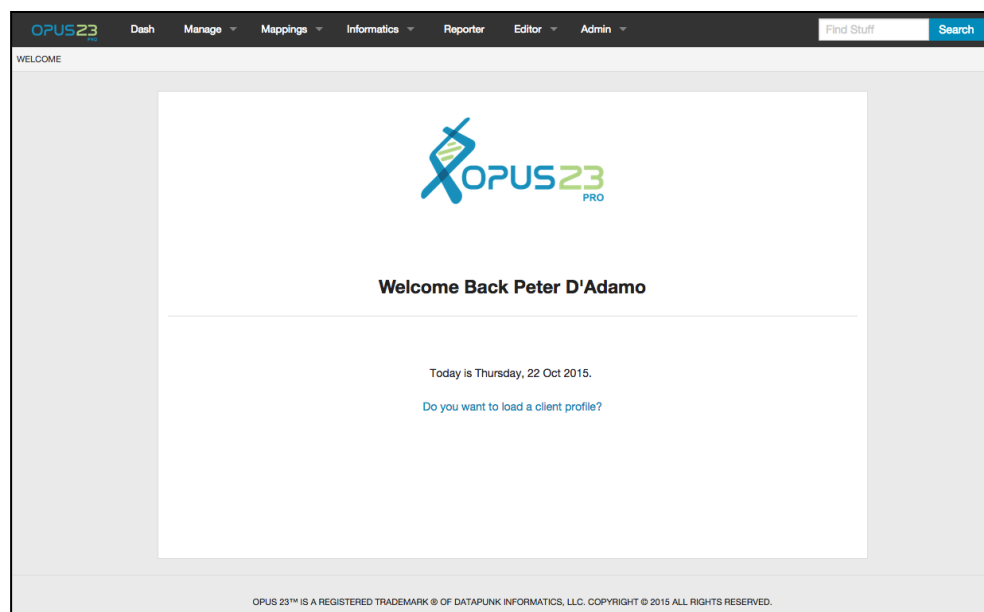 OPUS23 PRO Dash Manage Mappings Informatics Reporter Editor Admin Find Stuff Search
WELCOME
OPUS23
PRO
Welcome Back Peter D'Adamo
Today is Thursday, 22 Oct 2015.
Do you want to load a client profile?
OPUS 23™ IS A REGISTERED TRADEMARK ® OF DATAPUNK INFORMATICS, LLC. COPYRIGHT © 2015 ALL RIGHTS RESERVED.